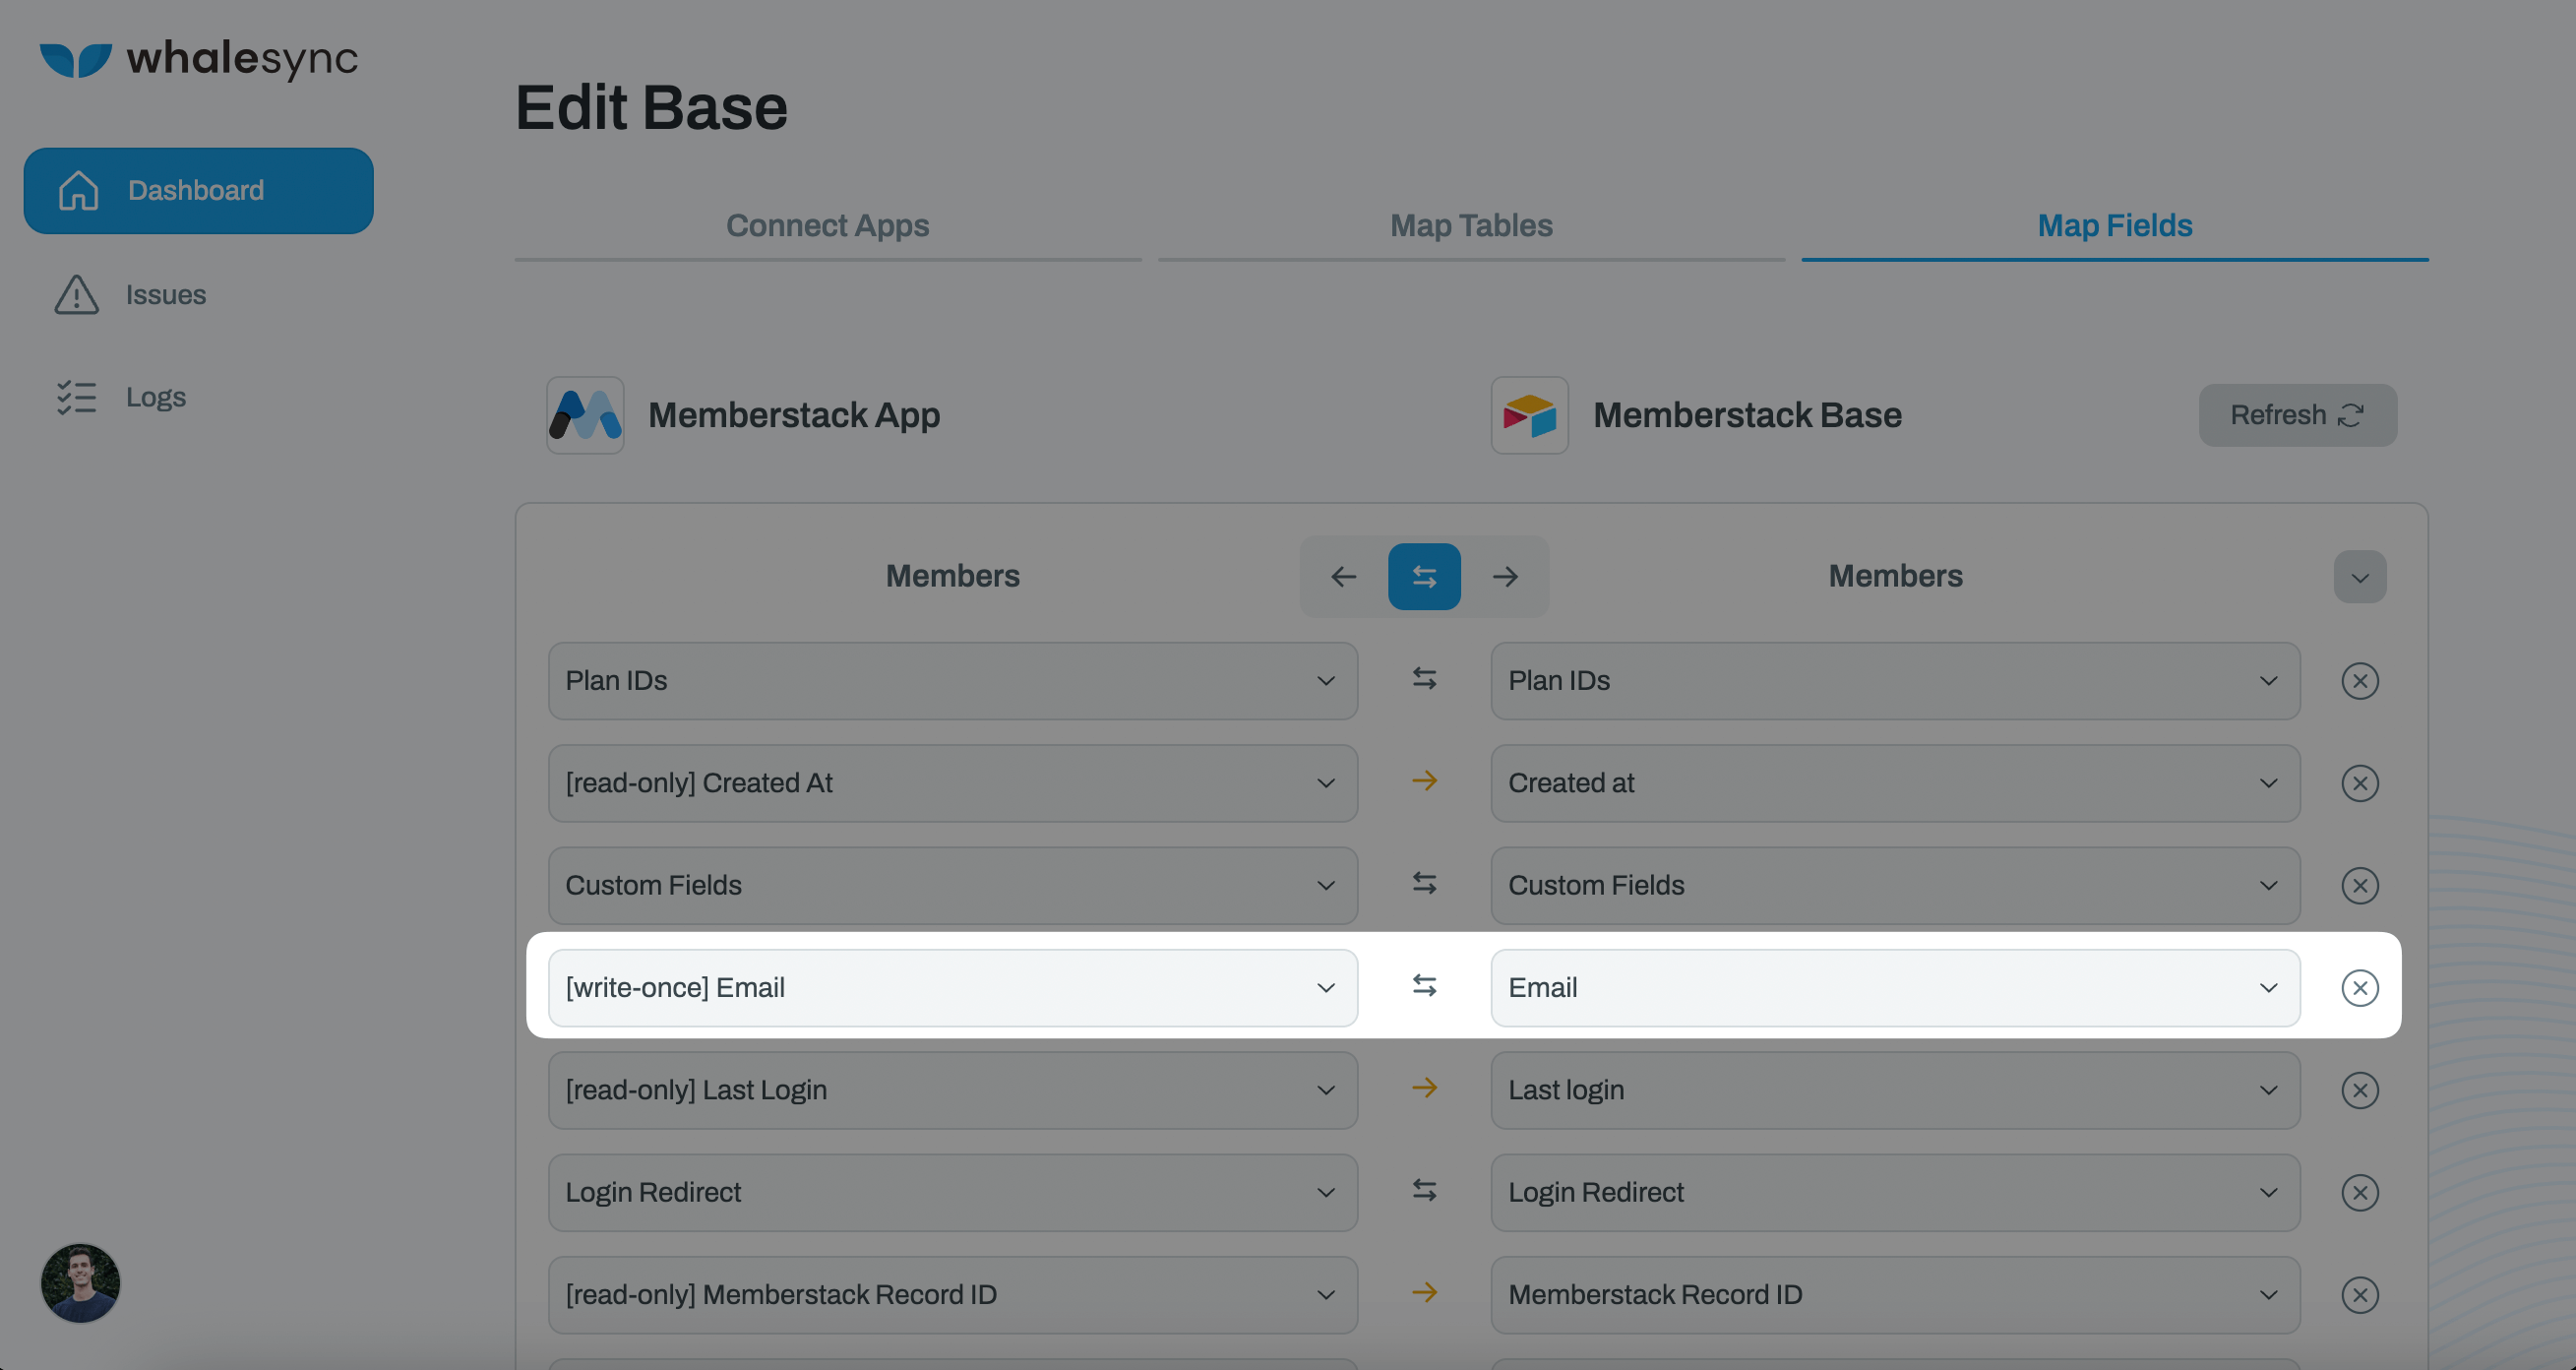 whalesync
Edit Base
Dashboard
Issues
Logs
Connect Apps
Map Tables
Map Fields
Memberstack App
Memberstack Base
Refresh
Members
Members
Plan IDs
Plan IDs
[read-only] Created At
Created at
Custom Fields
Custom Fields
[write-once] Email
Email
[read-only] Last Login
Last login
Login Redirect
Login Redirect
[read-only] Memberstack Record ID
Memberstack Record ID